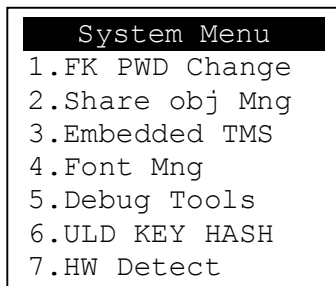 System Menu
1.FK PWD Change
2.Share obj Mng
3.Embedded TMS
4.Font Mng
5.Debug Tools
6.ULD KEY HASH
7.HW Detect